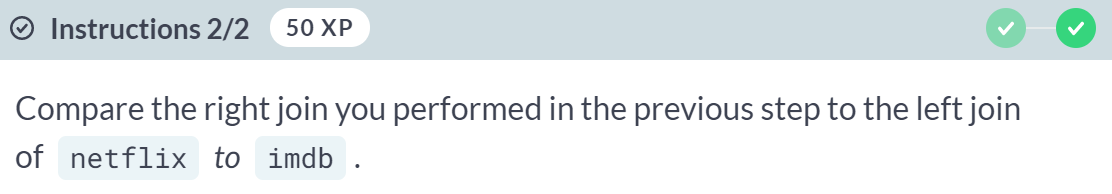 Instructions 2/2 50 XP
Compare the right join you performed in the previous step to the left join
of netflix to imdb .